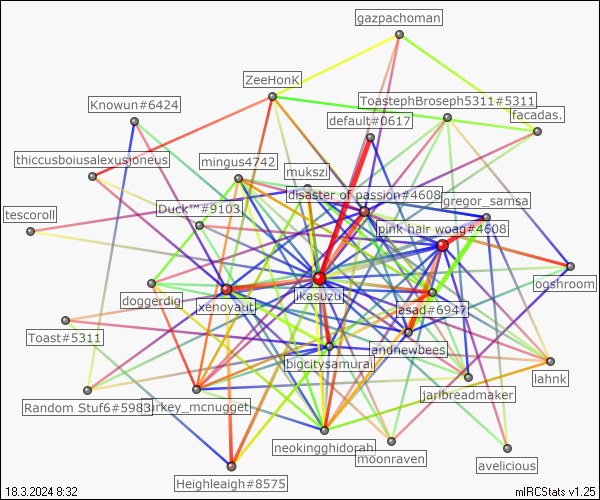 gazpachoman
ZeeHonK
ToastephBroseph5311#5311
Knowun#6424
default#0617
facadas.
thiccusboiusalexusjoneus
mingus4742
mukszi
disaster of passion#4608
gregor_samsa
tescoroll
Duck™#9103
pink hair woag#4608
ooshroom
doggerdig
xenoyaut
ikasuzu
asad#6947
Toast#5311
andnewbees
bigcitysamurai
lahnk
Random Stuf6#5983
turkey_mcnugget
jarlbreadmaker
neokingghidorah
moonraven
avelicious
Heighleaigh#8575
18.3.2024 8:32
mIRCStats v1.25